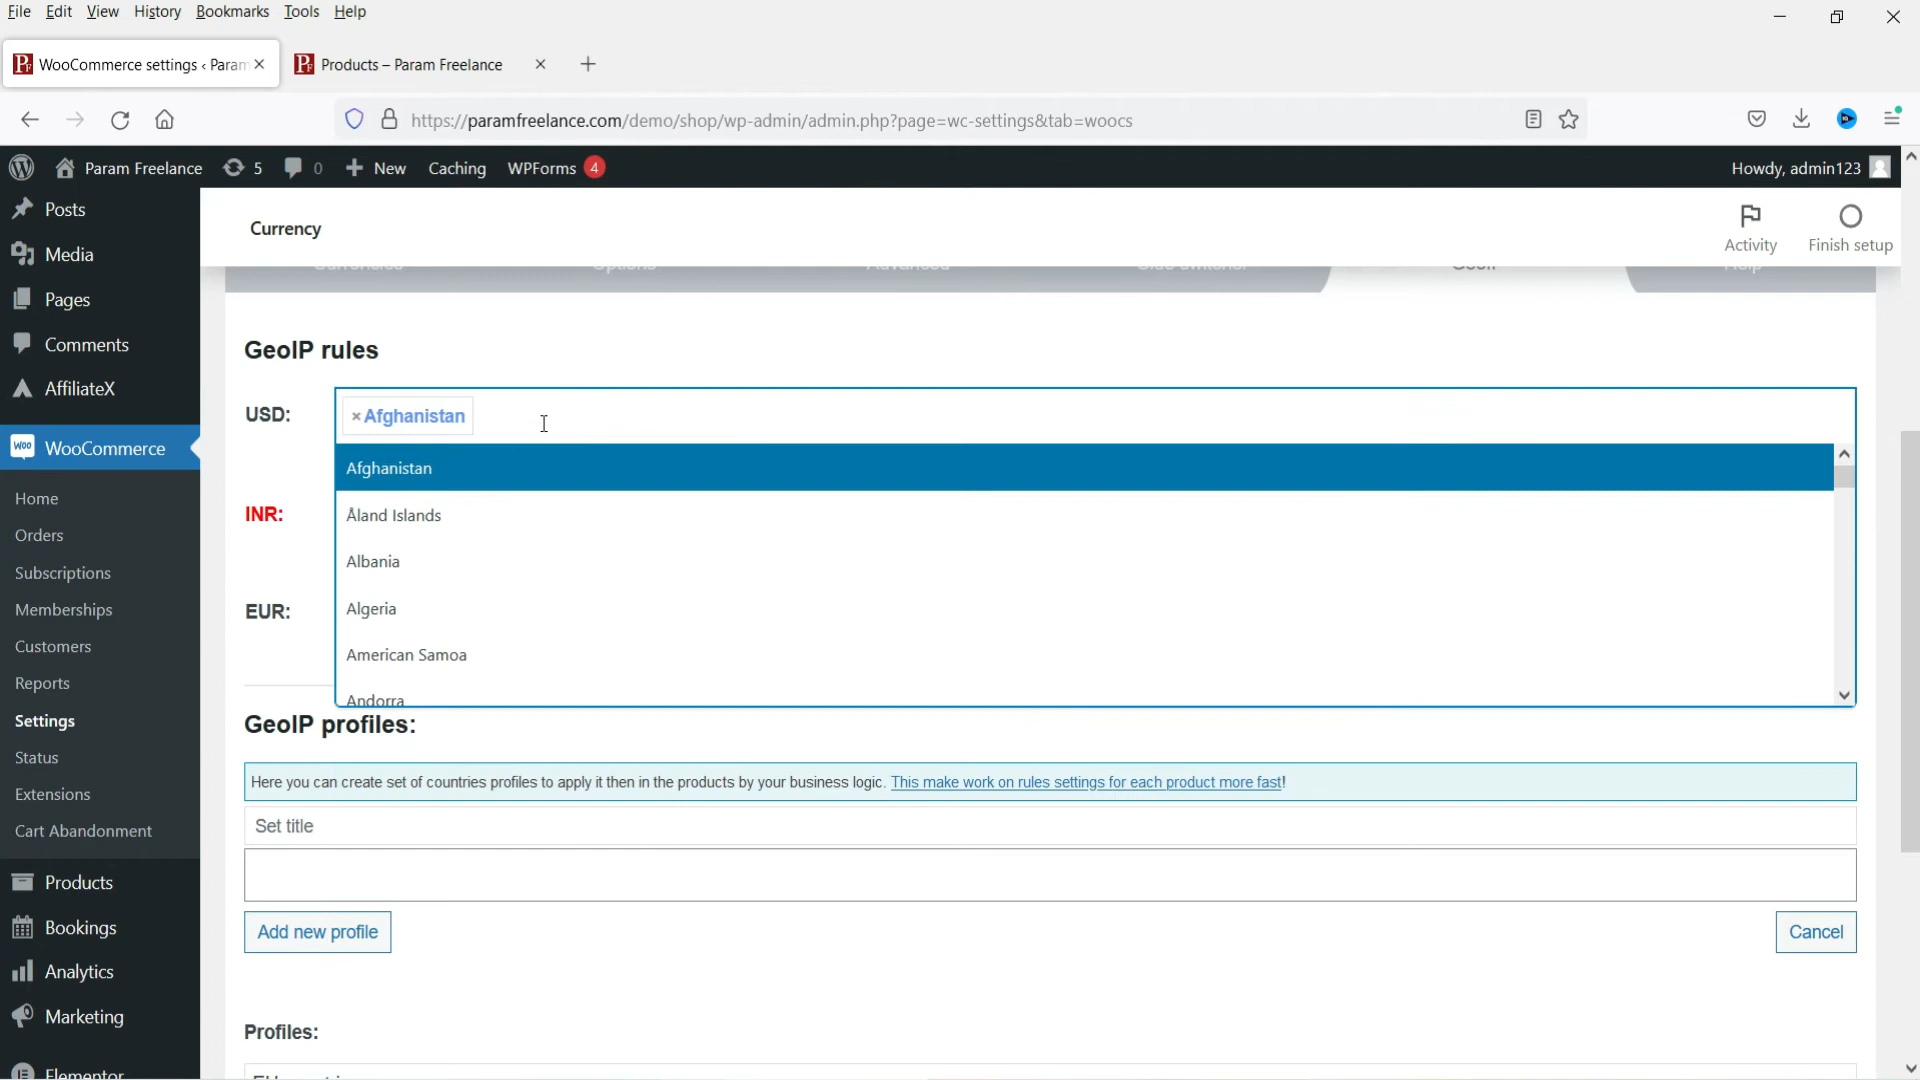 File Edit View History Bookmarks Tools Help
WooCommerce settings ‹ Param
Products – Param Freelance
https://paramfreelance.com/demo/shop/wp-admin/admin.php?page=wc-settings&tab=woocs
Param Freelance 5 0 New Caching WPForms 4 Howdy, admin123
Posts
Media
Pages
Comments
AffiliateX
WooCommerce
Home
Orders
Subscriptions
Memberships
Customers
Reports
Settings
Status
Extensions
Cart Abandonment
Products
Bookings
Analytics
Marketing
Elementor
Currency
Activity
Finish setup
GeoIP rules
USD:
× Afghanistan
Afghanistan
Åland Islands
Albania
Algeria
American Samoa
Andorra
INR:
EUR:
GeoIP profiles:
Here you can create set of countries profiles to apply it then in the products by your business logic. This make work on rules settings for each product more fast!
Set title
Add new profile
Cancel
Profiles: